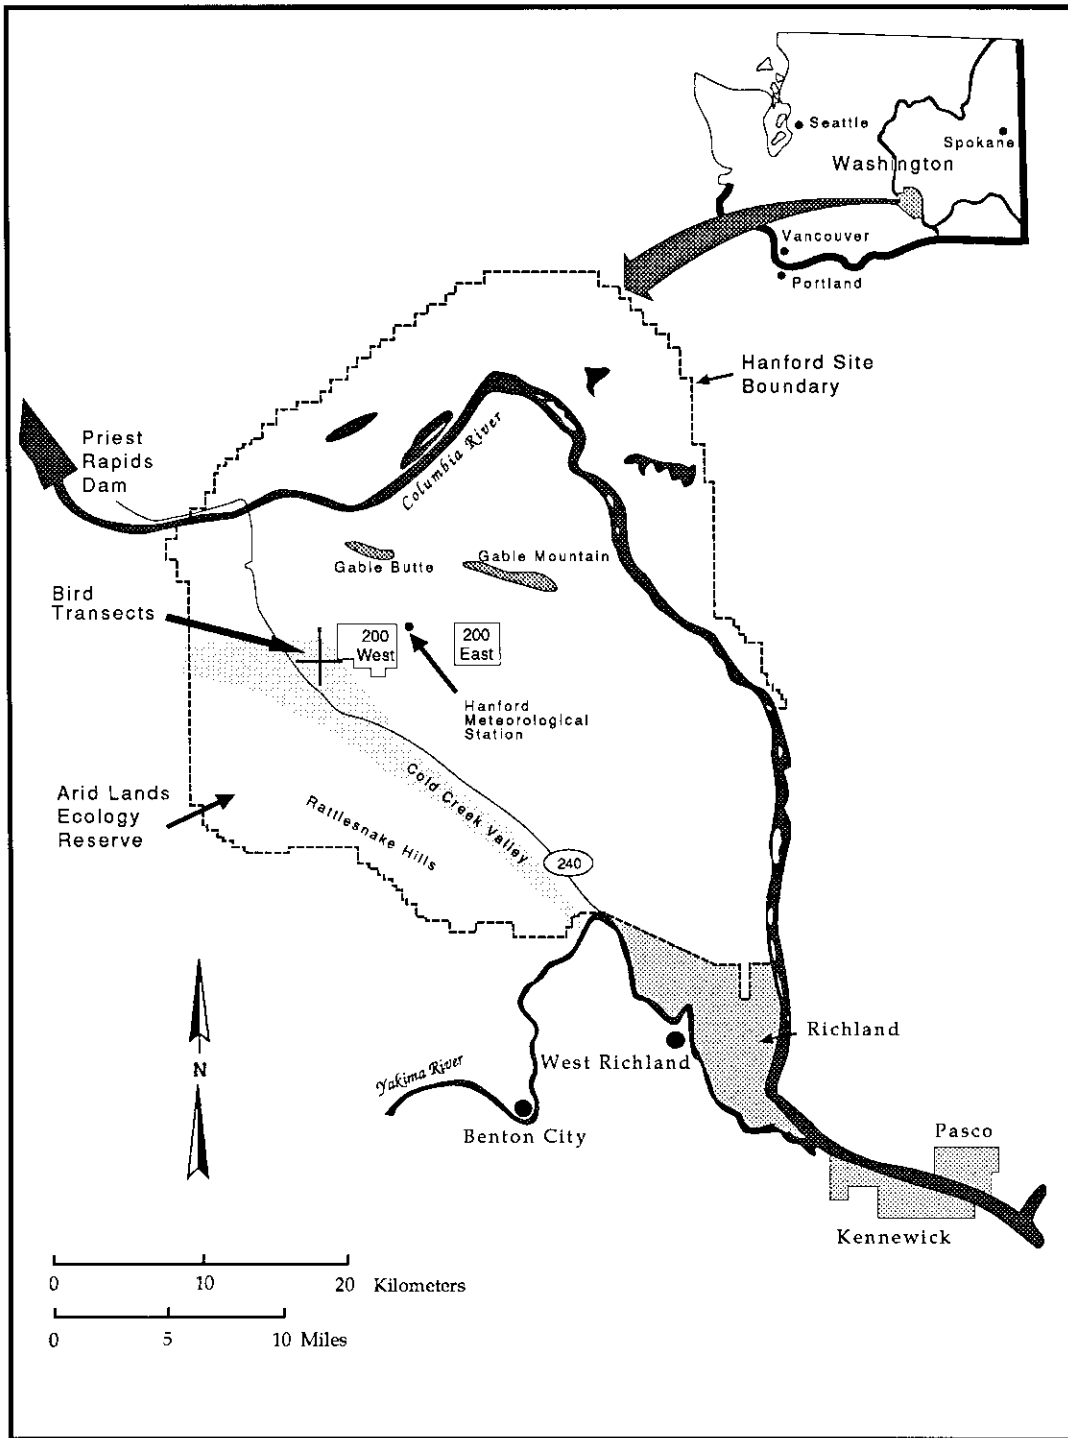 Seattle
Spokane
Washington
Vancouver
Portland
Hanford Site
Boundary
Priest
Rapids
Dam
Columbia River
Gable Butte
Gable Mountain
Bird
Transects
200
West
200
East
Hanford
Meteorological
Station
Cold Creek Valley
Rattlesnake Hills
Arid Lands
Ecology
Reserve
240
N
Richland
West Richland
Yakima River
Benton City
Pasco
Kennewick
0 10 20 Kilometers
0 5 10 Miles